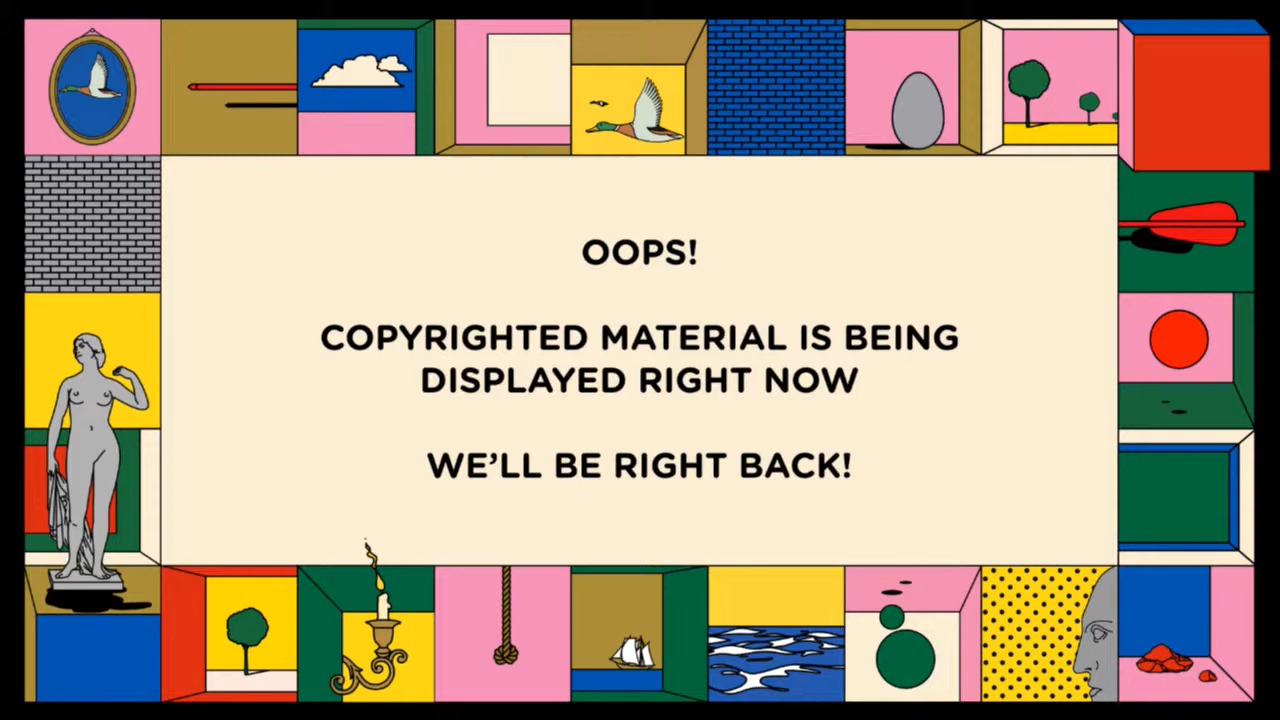 OOPS!
COPYRIGHTED MATERIAL IS BEING
DISPLAYED RIGHT NOW
WE'LL BE RIGHT BACK!